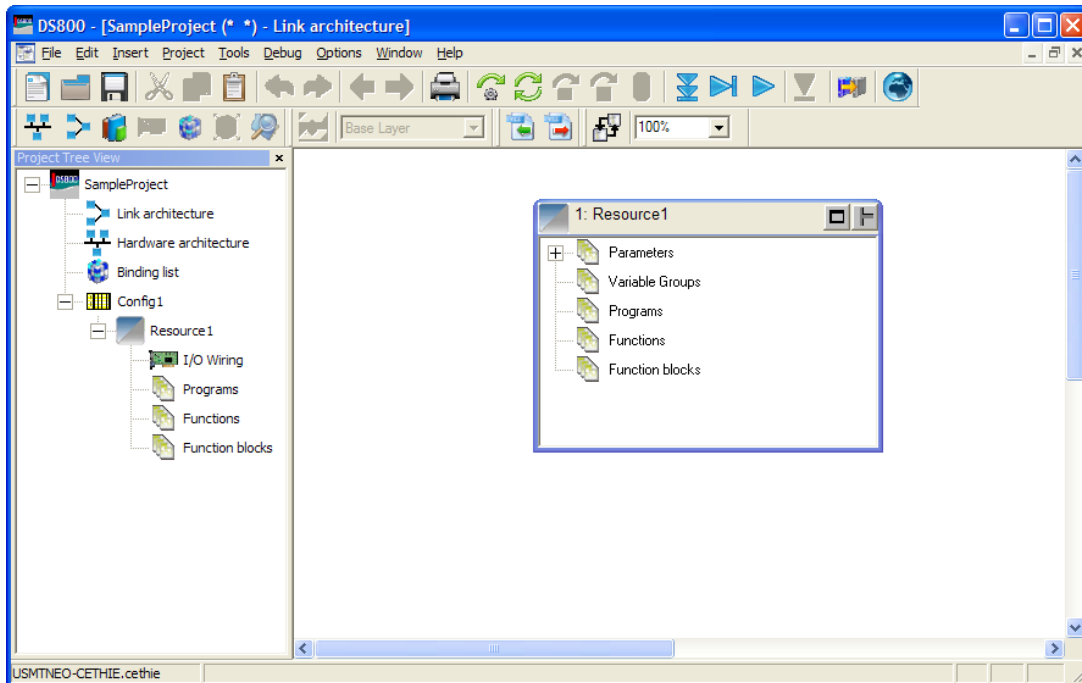 DS800 - [SampleProject (* *) - Link architecture]
File Edit Insert Project Tools Debug Options Window Help
Base Layer
100%
Project Tree View
DS800
SampleProject
Link architecture
Hardware architecture
Binding list
Config1
Resource1
I/O Wiring
Programs
Functions
Function blocks
1: Resource1
Parameters
Variable Groups
Programs
Functions
Function blocks
USMTNEO-CETHIE.cethie